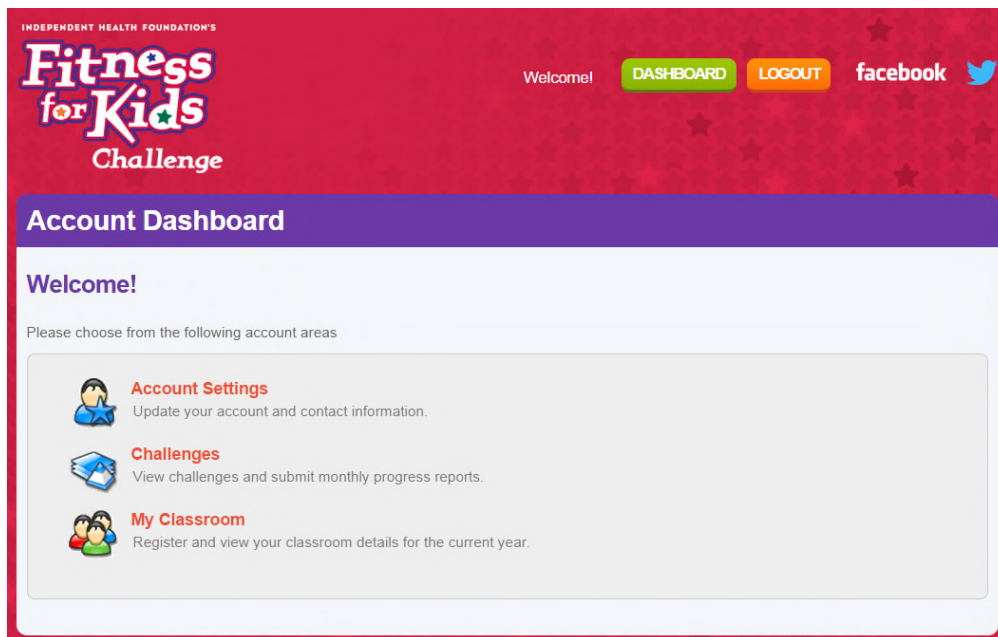 INDEPENDENT HEALTH FOUNDATION'S
Fitness
for Kids
Challenge
Welcome!
DASHBOARD
LOGOUT
facebook
Account Dashboard
Welcome!
Please choose from the following account areas
Account Settings
Update your account and contact information.
Challenges
View challenges and submit monthly progress reports.
My Classroom
Register and view your classroom details for the current year.